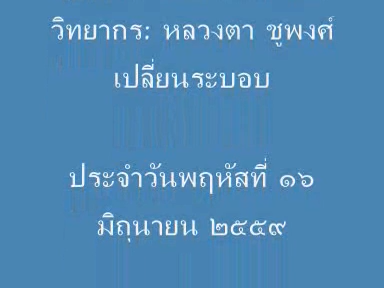 วิทยากร: หลวงตา ชูพงศ์
เปลี่ยนระบอบ
ประจำวันพฤหัสที่ ๑๖
มิถุนายน ๒๕๕๙